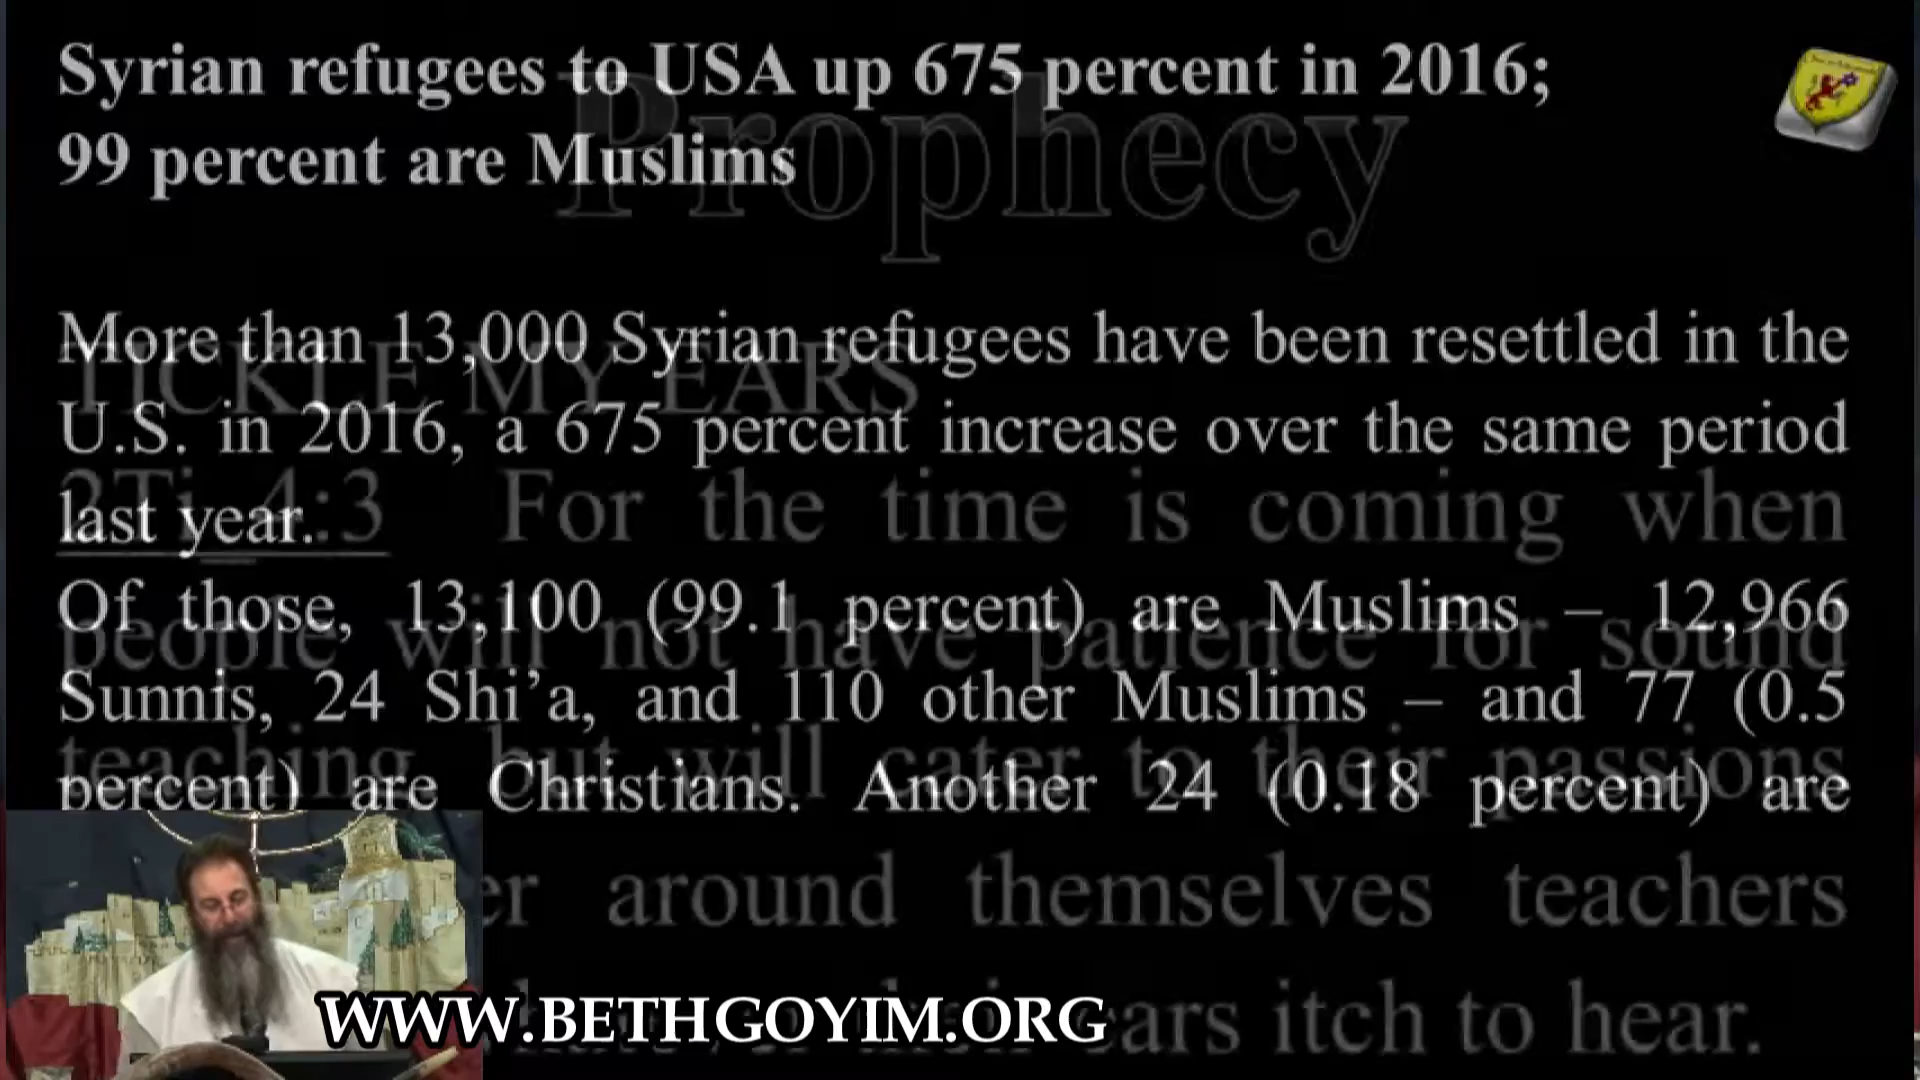 Syrian refugees to USA up 675 percent in 2016;
99 percent are Muslims
Prophecy
More than 13,000 Syrian refugees have been resettled in the
TICKLE MY EARS
U.S. in 2016, a 675 percent increase over the same period
last year.
2Ti_4:3 For the time is coming when
Of those, 13,100 (99.1 percent) are Muslims – 12,966
people will not have patience for sound
Sunnis, 24 Shi’a, and 110 other Muslims – and 77 (0.5
teaching, but will cater to their passions
percent) are Christians. Another 24 (0.18 percent) are
around themselves teachers
WWW.BETHGOYIM.ORG
ears itch to hear.